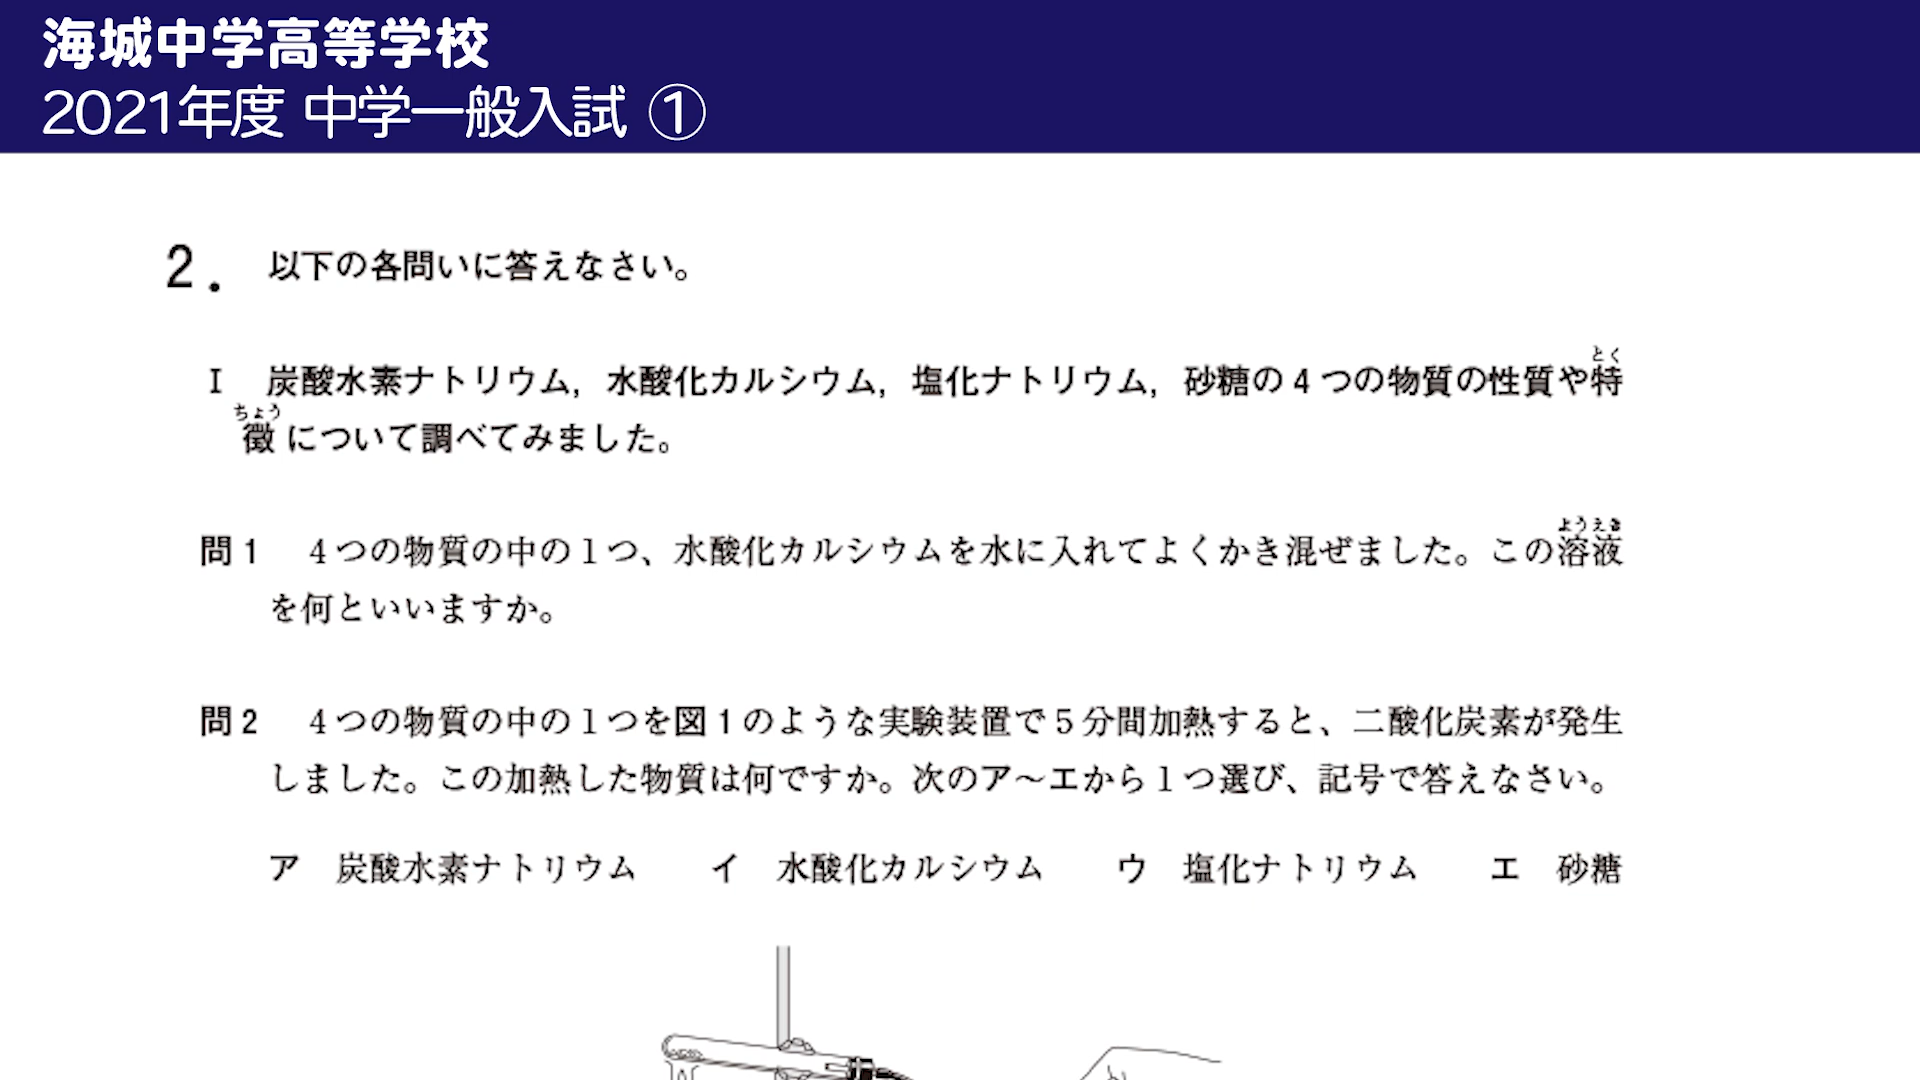 海城中学高等学校
2021年度 中学一般入試 ①
2. 以下の各問いに答えなさい。
とく
Ⅰ 炭酸水素ナトリウム, 水酸化カルシウム, 塩化ナトリウム, 砂糖の4つの物質の性質や特
ちょう
徴について調べてみました。
ようえき
問1 4つの物質の中の1つ、水酸化カルシウムを水に入れてよくかき混ぜました。この溶液
を何といいますか。
問2 4つの物質の中の1つを図1のような実験装置で5分間加熱すると、二酸化炭素が発生
しました。この加熱した物質は何ですか。次のア〜エから1つ選び、記号で答えなさい。
ア 炭酸水素ナトリウム イ 水酸化カルシウム ウ 塩化ナトリウム エ 砂糖